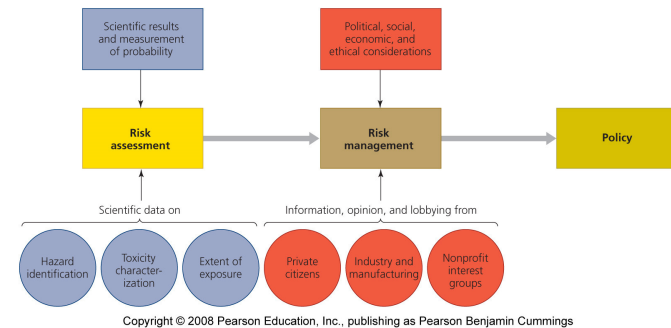 Scientific results
and measurement
of probability
Political, social,
economic, and
ethical considerations
Risk
assessment
Risk
management
Policy
Scientific data on
Information, opinion, and lobbying from
Hazard
identification
Toxicity
character-
ization
Extent of
exposure
Private
citizens
Industry and
manufacturing
Nonprofit
interest
groups
Copyright © 2008 Pearson Education, Inc., publishing as Pearson Benjamin Cummings